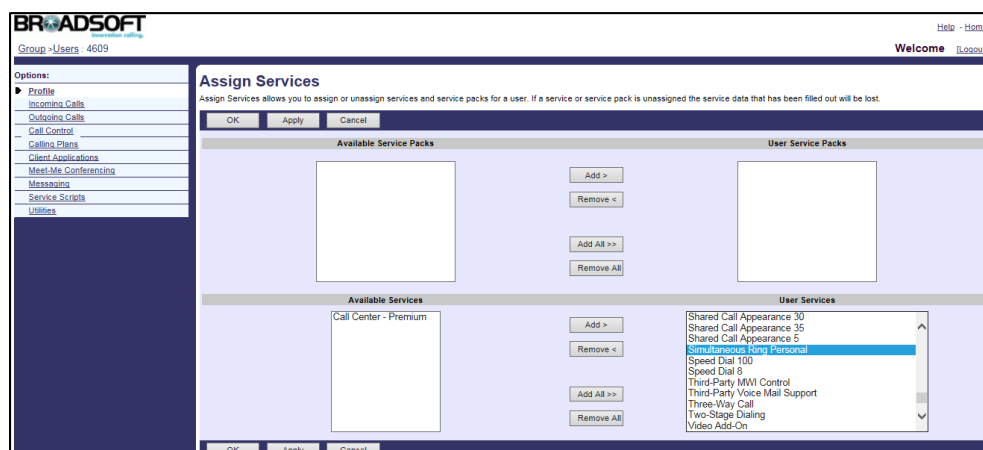 BROADSOFT
innovation calling.
Help - Hom
Group >Users : 4609
Welcome [Logou
Options:
Profile
Incoming Calls
Outgoing Calls
Call Control
Calling Plans
Client Applications
Meet-Me Conferencing
Messaging
Service Scripts
Utilities
Assign Services
Assign Services allows you to assign or unassign services and service packs for a user. If a service or service pack is unassigned the service data that has been filled out will be lost.
OK Apply Cancel
Available Service Packs User Service Packs
Add >
Remove <
Add All >>
Remove All
Available Services User Services
Call Center - Premium
Add >
Remove <
Add All >>
Remove All
Shared Call Appearance 30
Shared Call Appearance 35
Shared Call Appearance 5
Simultaneous Ring Personal
Speed Dial 100
Speed Dial 8
Third-Party MWI Control
Third-Party Voice Mail Support
Three-Way Call
Two-Stage Dialing
Video Add-On
OK Apply Cancel